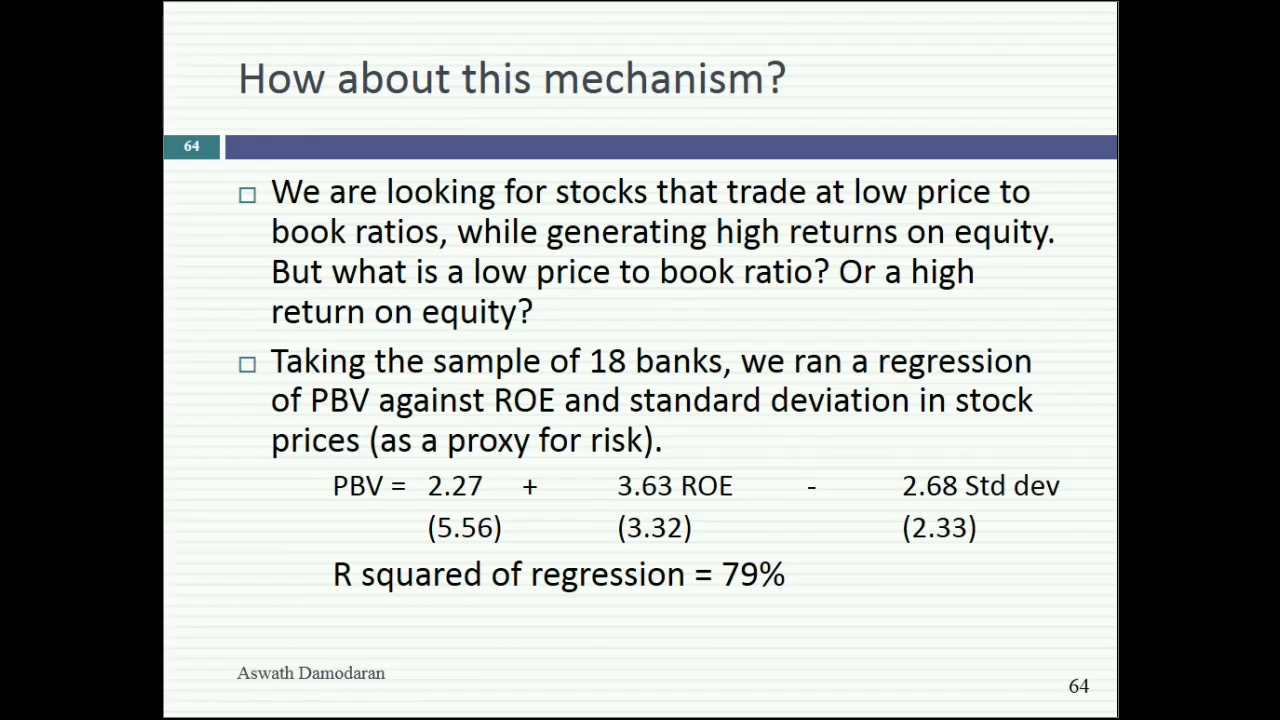 How about this mechanism?
64
We are looking for stocks that trade at low price to
book ratios, while generating high returns on equity.
But what is a low price to book ratio? Or a high
return on equity?
Taking the sample of 18 banks, we ran a regression
of PBV against ROE and standard deviation in stock
prices (as a proxy for risk).
PBV = 2.27 + 3.63 ROE - 2.68 Std dev
(5.56) (3.32) (2.33)
R squared of regression = 79%
Aswath Damodaran
64